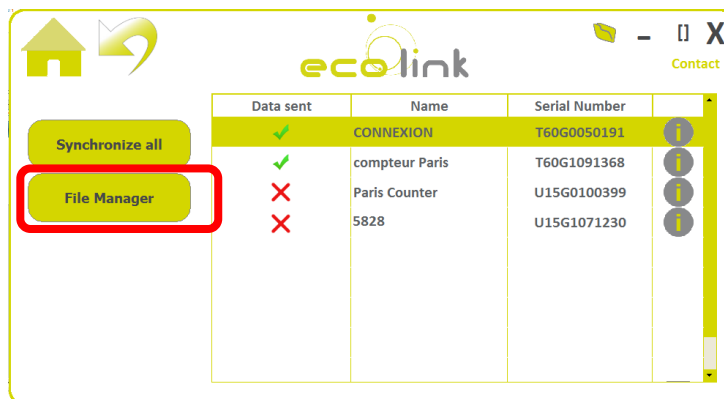 ecolink
[] X
Contact
Data sent Name Serial Number
Synchronize all
CONNEXION T60G0050191 i
compteur Paris T60G1091368 i
File Manager
Paris Counter U15G0100399 i
5828 U15G1071230 i